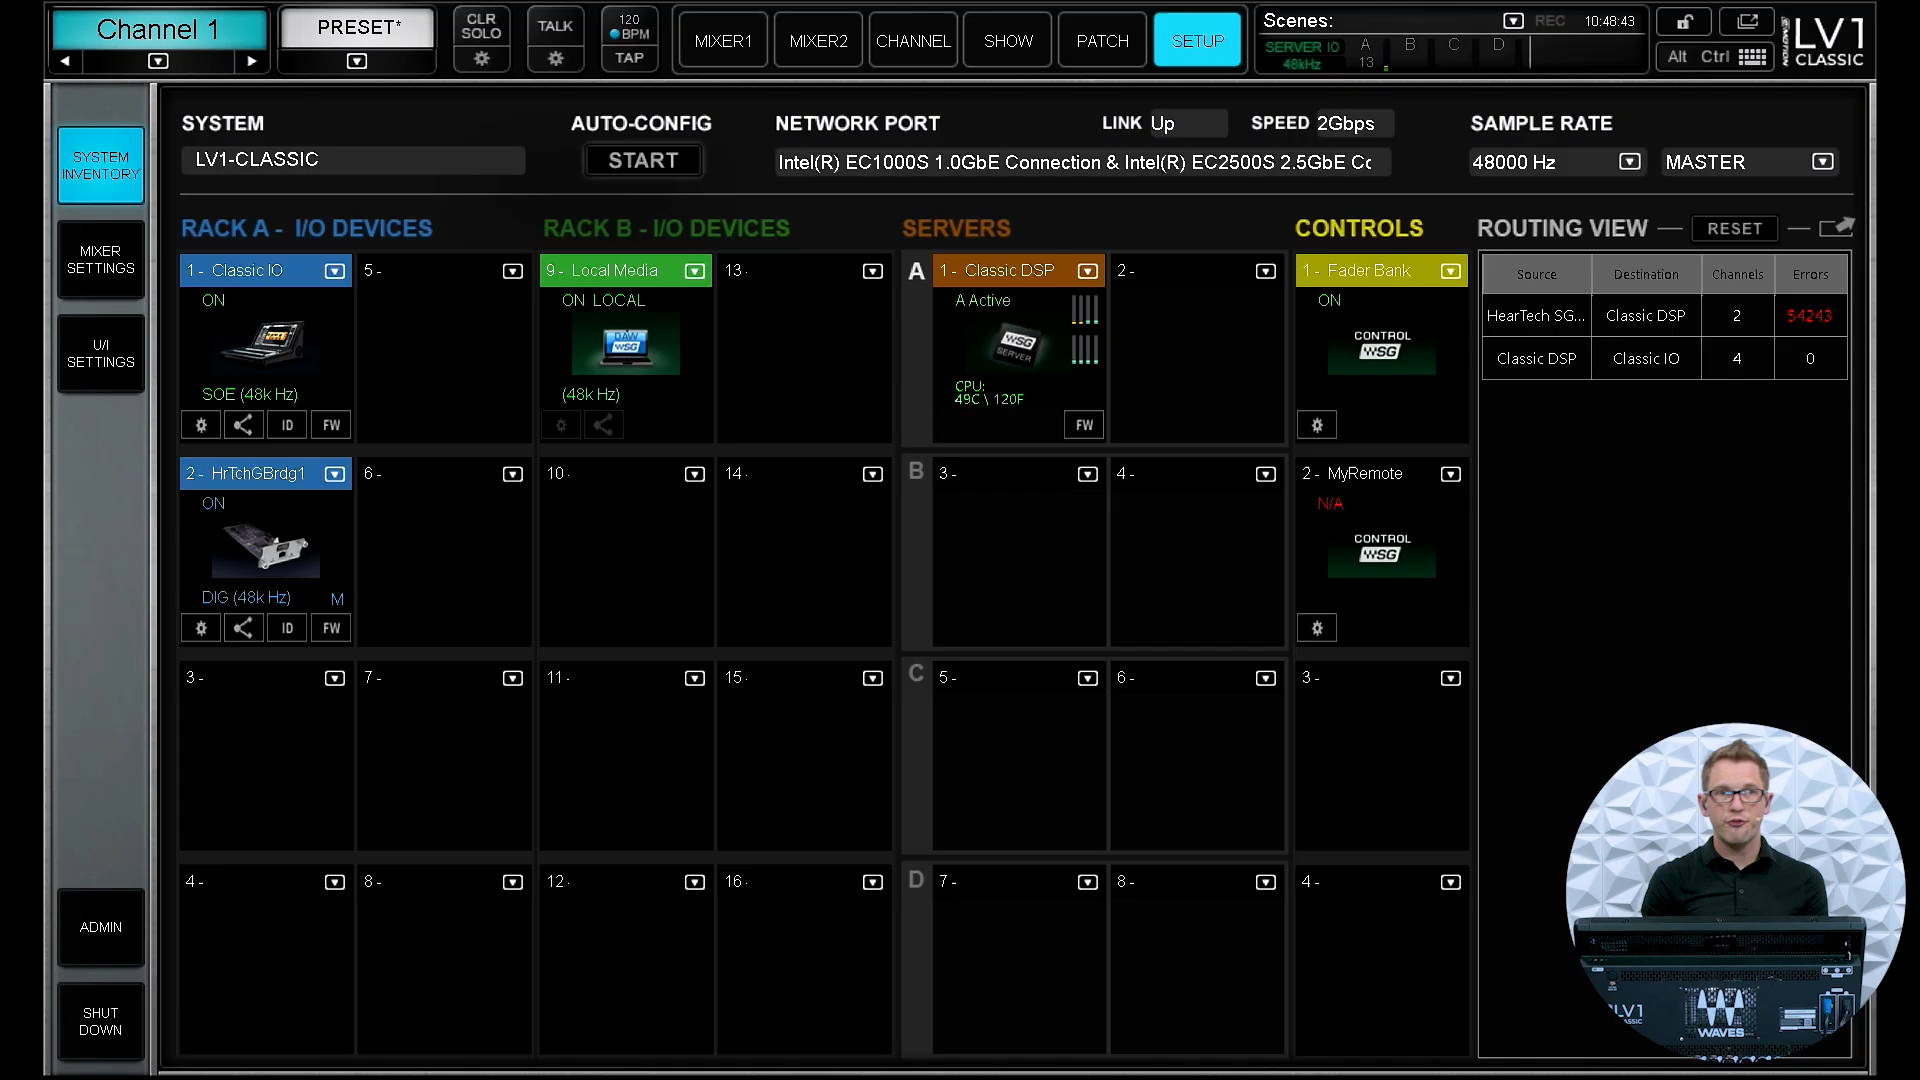 Channel 1
PRESET*
CLR
SOLO
TALK
120
BPM
TAP
MIXER1
MIXER2
CHANNEL
SHOW
PATCH
SETUP
Scenes:
REC
10:48:43
SERVER IO
48kHz
A
B
C
D
13
Alt
Ctrl
eMOTION
LV1
CLASSIC
SYSTEM
LV1-CLASSIC
AUTO-CONFIG
START
NETWORK PORT
LINK Up
SPEED 2Gbps
Intel(R) EC1000S 1.0GbE Connection & Intel(R) EC2500S 2.5GbE Cc
SAMPLE RATE
48000 Hz
MASTER
SYSTEM
INVENTORY
MIXER
SETTINGS
U/I
SETTINGS
ADMIN
SHUT
DOWN
RACK A - I/O DEVICES
RACK B - I/O DEVICES
SERVERS
CONTROLS
ROUTING VIEW
RESET
1 - Classic IO
ON
SOE (48k Hz)
ID
FW
5 -
9 - Local Media
ON LOCAL
DAW
WSG
(48k Hz)
13 -
A
1 - Classic DSP
A Active
WSG
SERVER
CPU:
49C \ 120F
FW
2 -
1 - Fader Bank
ON
CONTROL
WSG
Source
Destination
Channels
Errors
HearTech SG...
Classic DSP
2
54243
Classic DSP
Classic IO
4
0
2 - HrTchGBrdg1
ON
DIG (48k Hz)
M
ID
FW
6 -
10 -
14 -
B
3 -
4 -
2 - MyRemote
N/A
CONTROL
WSG
3 -
7 -
11 -
15 -
C
5 -
6 -
3 -
4 -
8 -
12 -
16 -
D
7 -
8 -
4 -
LV1
CLASSIC
WAVES